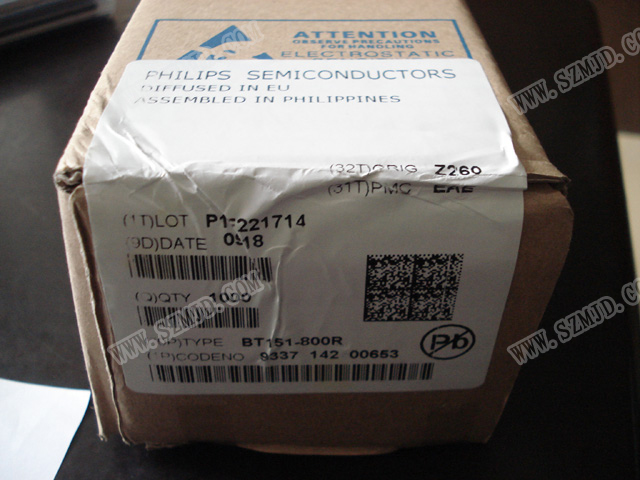 ATTENTION
OBSERVE PRECAUTIONS
FOR HANDLING
ELECTROSTATIC
PHILIPS SEMICONDUCTORS
DIFFUSED IN EU
ASSEMBLED IN PHILIPPINES
(32T)ORIG Z260
(31T)PMC
(1T)LOT P1-221714
(9D)DATE 0918
(Q)QTY 1000
(1P)TYPE BT151-800R
(1P)CODENO 9337 142 00653
Pb
WWW.SZMJD.COM
WWW.SZMJD.COM
WWW.SZMJD.COM
WWW.SZMJD.COM